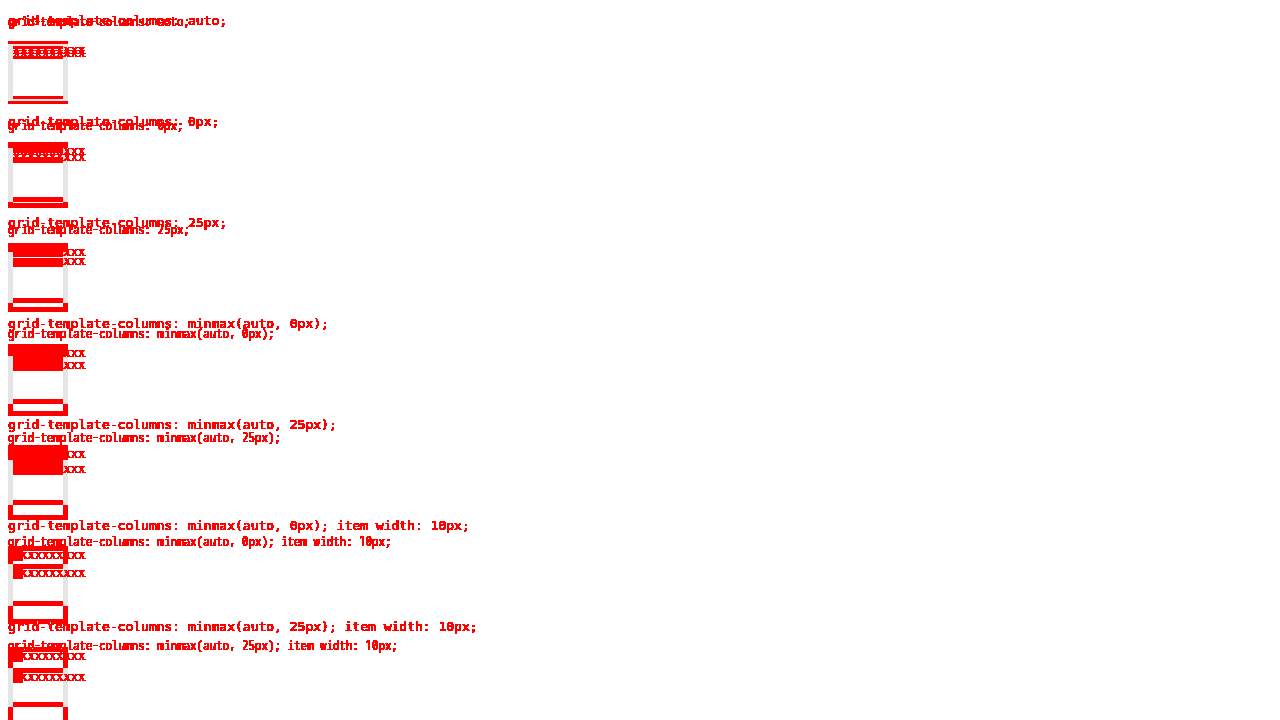 grid-template-columns: auto;
grid-template-columns: auto;
grid-template-columns: 0px;
grid-template-columns: 0px;
grid-template-columns: 25px;
grid-template-columns: 25px;
grid-template-columns: minmax(auto, 0px);
grid-template-columns: minmax(auto, 0px);
grid-template-columns: minmax(auto, 25px);
grid-template-columns: minmax(auto, 25px);
grid-template-columns: minmax(auto, 0px); item width: 10px;
grid-template-columns: minmax(auto, 0px); item width: 10px;
grid-template-columns: minmax(auto, 25px); item width: 10px;
grid-template-columns: minmax(auto, 25px); item width: 10px;